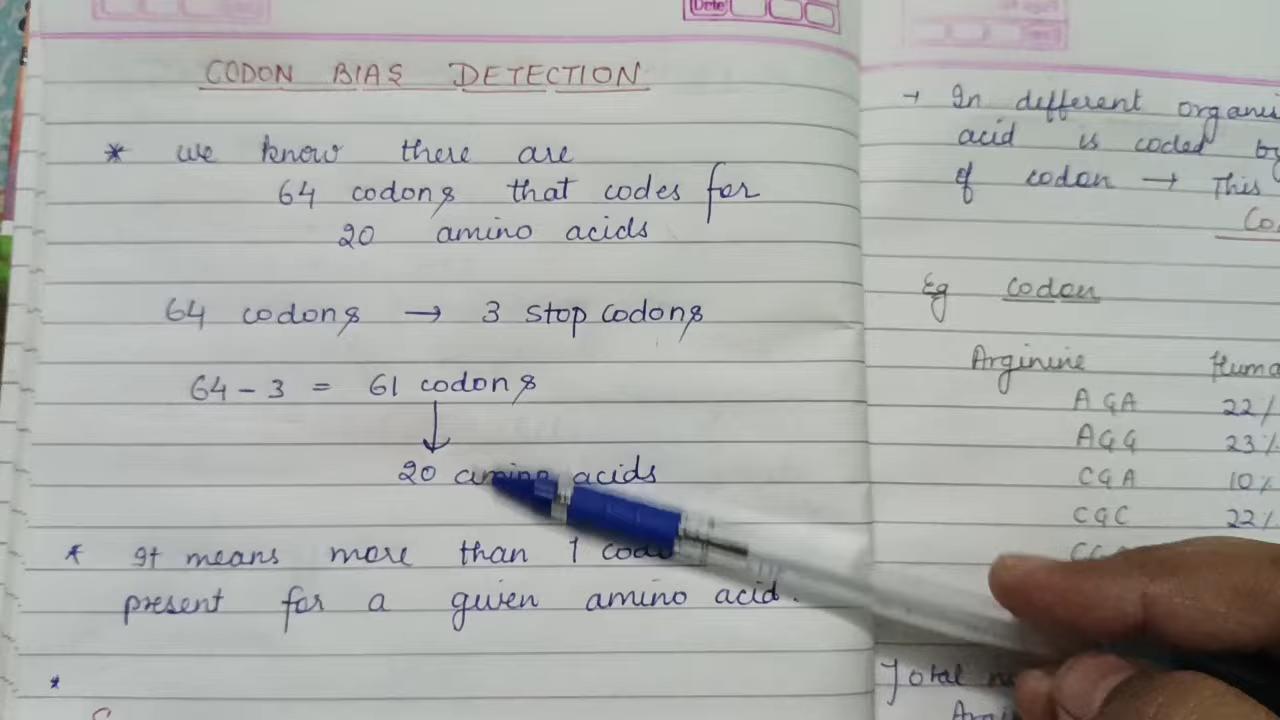 Date
CODON BIAS DETECTION
* we know there are
64 codons that codes for
20 amino acids
64 codons → 3 stop codons
64 - 3 = 61 codons
↓
20 amino acids
* It means more than 1
present for a given amino acid.
*
→ In different
acid is coded
of codon → This
Eg codon
Arginine
AGA 22%
AGG 23%
CGA 10%
CGC 22%
Total